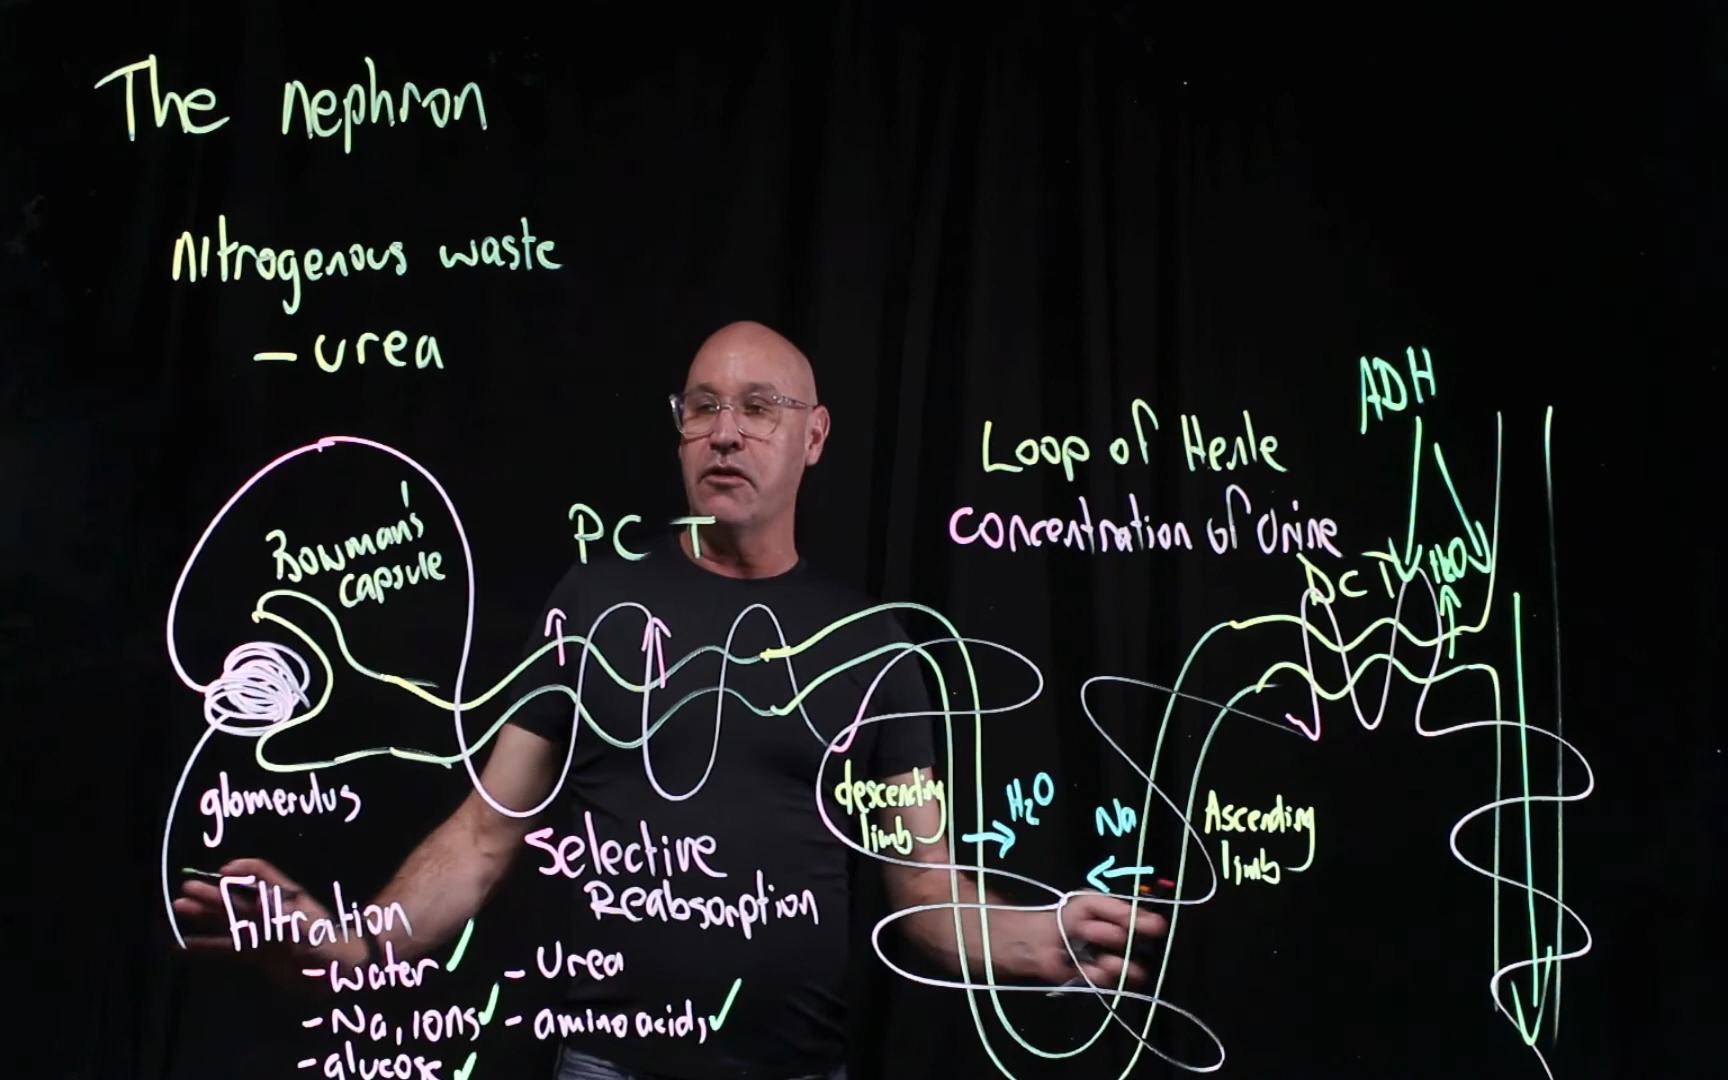 The nephron
nitrogenous waste
- urea
Bowman's
capsule
glomerulus
Filtration
- water ✓
- Na, ions ✓
- glucose ✓
- Urea
- amino acids ✓
PCT
Selective
Reabsorption
Loop of Henle
Concentration of Urine
descending
limb
H2O
Na
Ascending
limb
ADH
DCT
H2O